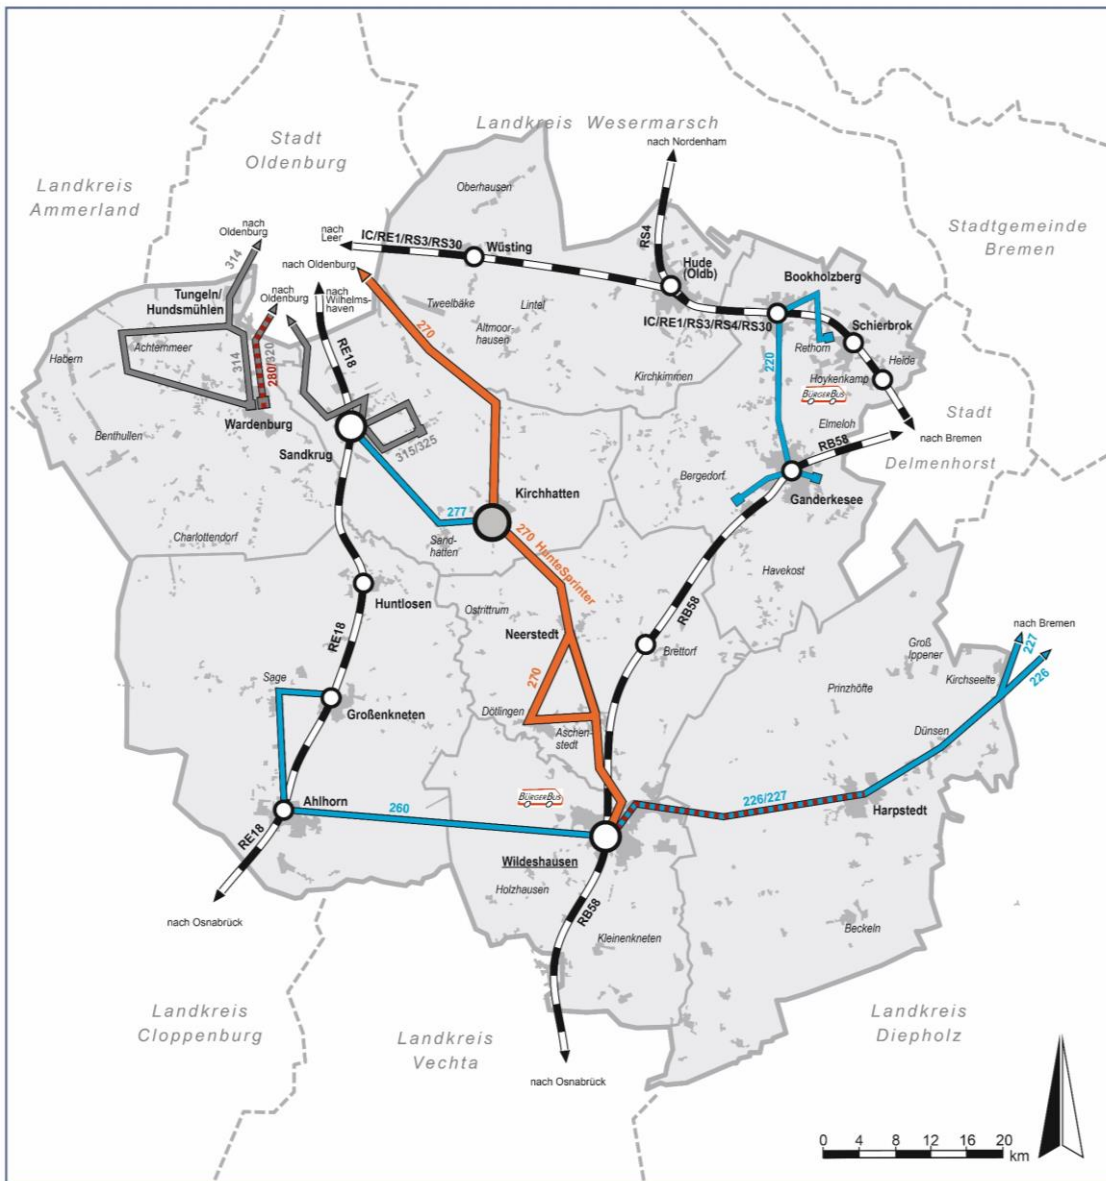 Landkreis Wesermarsch
nach Nordenham
Stadt
Oldenburg
Landkreis
Ammerland
Oberhausen
Stadtgemeinde
Bremen
nach
Oldenburg
314
nach
Leer
IC/RE1/RS3/RS30
Wüsting
RS4
Hude
(Oldb)
Bookholzberg
nach Oldenburg
Tungeln/
Hundsmühlen
nach
Oldenburg
nach
Wilhelms-
haven
Tweelbäke
Lintel
Altmoor-
hausen
IC/RE1/RS3/RS4/RS30
Schierbrok
Rethorn
Heide
Hoykenkamp
BÜRGERBUS
Habern
Achternmeer
314
280/320
RE18
270
Kirchkimmen
220
Elmeloh
Stadt
Delmenhorst
nach Bremen
RB58
Benthullen
Wardenburg
Sandkrug
315/325
Bergedorf
Ganderkesee
Kirchhatten
277
Sand-
hatten
270 HunteSprinter
Charlottendorf
Havekost
Huntlosen
Ostrittrum
Neerstedt
RB58
Brettorf
RE18
Groß
Ippener
nach Bremen
227
226
Kirchseelte
Sage
Großenkneten
270
Dötlingen
Aschen-
stedt
Prinzhöfte
Dünsen
BÜRGERBUS
Ahlhorn
260
226/227
Harpstedt
RE18
Wildeshausen
Holzhausen
nach Osnabrück
RB58
Kleinenkneten
Beckeln
Landkreis
Cloppenburg
Landkreis
Vechta
Landkreis
Diepholz
nach Osnabrück
0 4 8 12 16 20
km